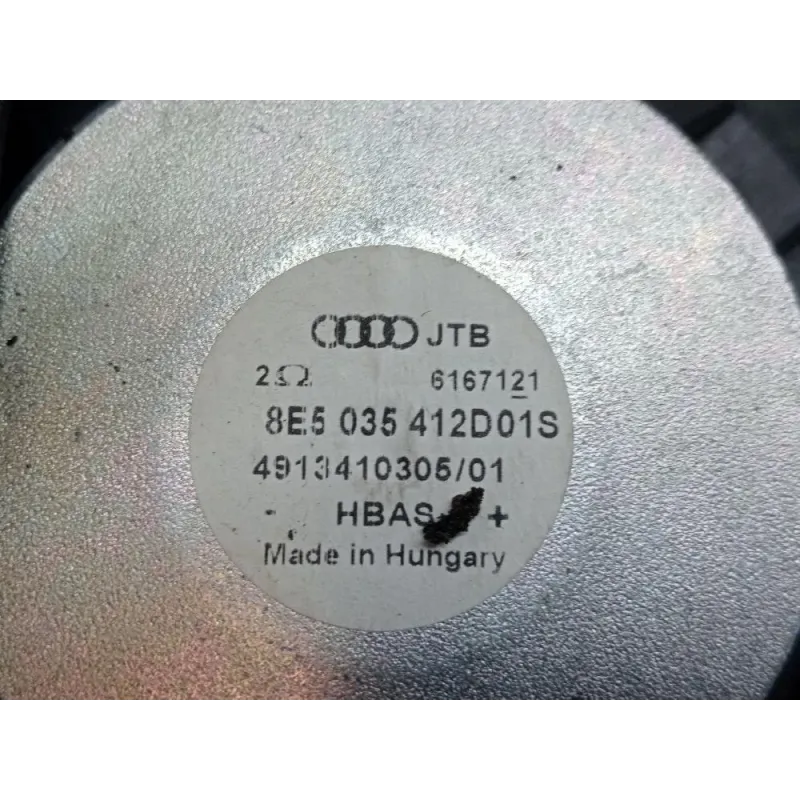 JTB
2Ω 6167121
8E5 035 412D01S
4913410305/01
- HBAS +
Made in Hungary